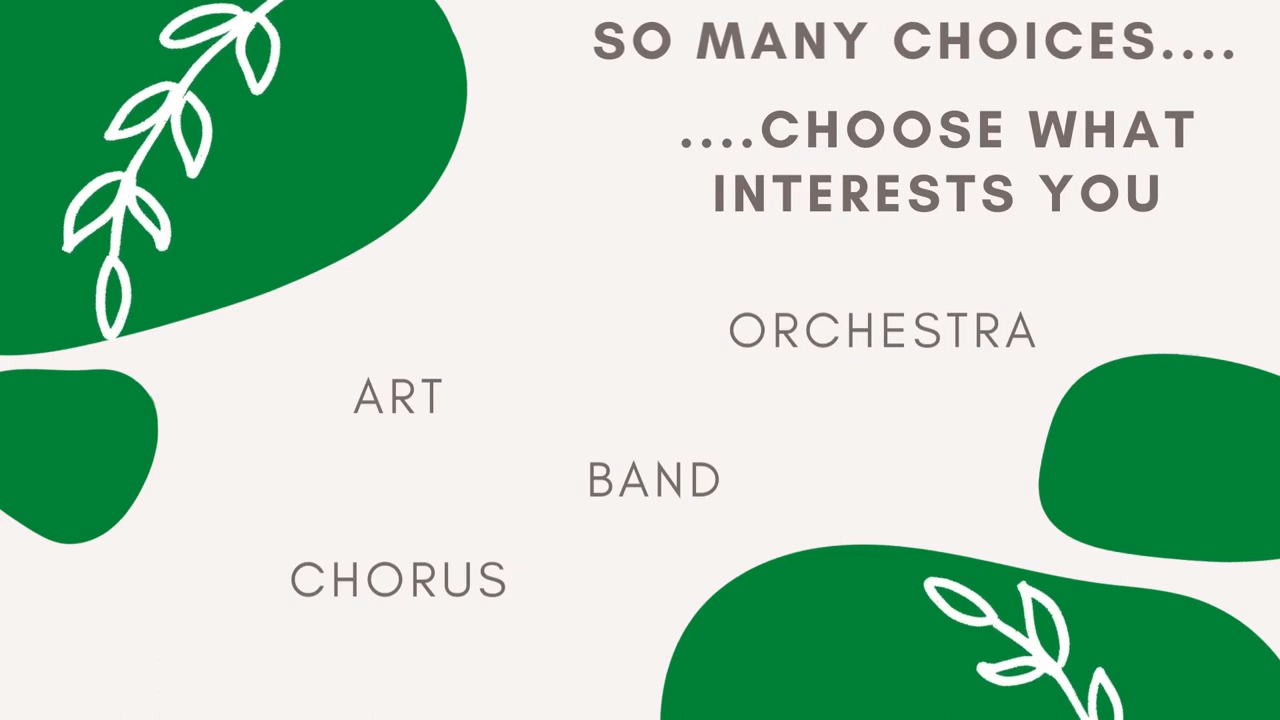 SO MANY CHOICES....
....CHOOSE WHAT
INTERESTS YOU
ORCHESTRA
ART
BAND
CHORUS